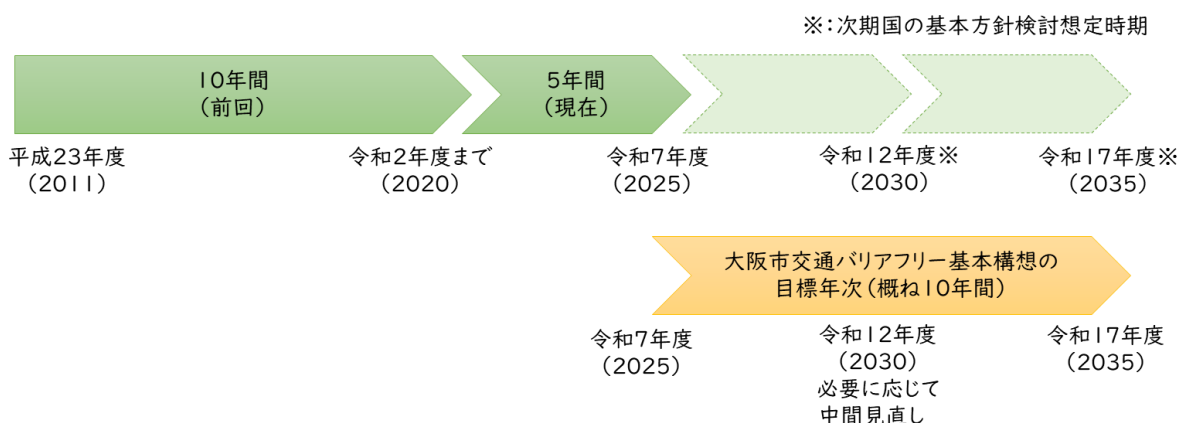 ※：次期国の基本方針検討想定時期
10年間
（前回）
5年間
（現在）
平成23年度
（2011）
令和2年度まで
（2020）
令和7年度
（2025）
令和12年度※
（2030）
令和17年度※
（2035）
大阪市交通バリアフリー基本構想の
目標年次（概ね10年間）
令和7年度
（2025）
令和12年度
（2030）
必要に応じて
中間見直し
令和17年度
（2035）